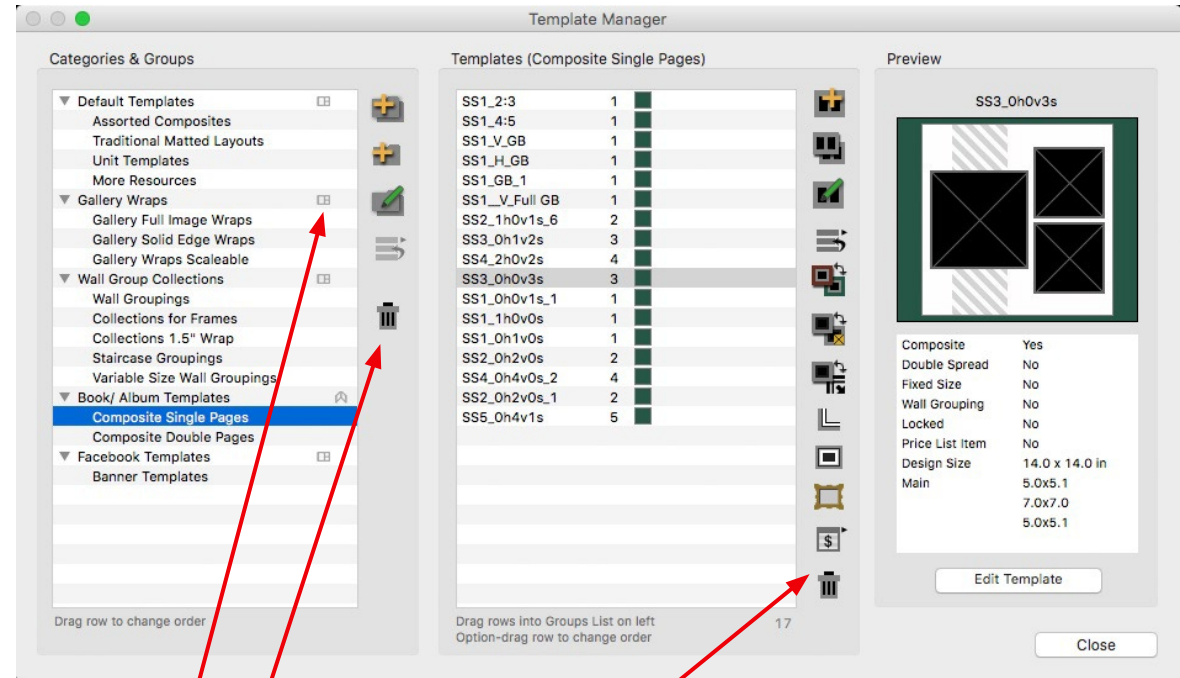 Template Manager
Categories & Groups
Default Templates
Assorted Composites
Traditional Matted Layouts
Unit Templates
More Resources
Gallery Wraps
Gallery Full Image Wraps
Gallery Solid Edge Wraps
Gallery Wraps Scaleable
Wall Group Collections
Wall Groupings
Collections for Frames
Collections 1.5" Wrap
Staircase Groupings
Variable Size Wall Groupings
Book/ Album Templates
Composite Single Pages
Composite Double Pages
Facebook Templates
Banner Templates
Drag row to change order
Templates (Composite Single Pages)
SS1_2:3 1
SS1_4:5 1
SS1_V_GB 1
SS1_H_GB 1
SS1_GB_1 1
SS1__V_Full GB 1
SS2_1h0v1s_6 2
SS3_0h1v2s 3
SS4_2h0v2s 4
SS3_0h0v3s 3
SS1_0h0v1s_1 1
SS1_1h0v0s 1
SS1_0h1v0s 1
SS2_0h2v0s 2
SS4_0h4v0s_2 4
SS2_0h2v0s_1 2
SS5_0h4v1s 5
$
Drag rows into Groups List on left
Option-drag row to change order
17
Preview
SS3_0h0v3s
Composite Yes
Double Spread No
Fixed Size No
Wall Grouping No
Locked No
Price List Item No
Design Size 14.0 x 14.0 in
Main 5.0x5.1
7.0x7.0
5.0x5.1
Edit Template
Close